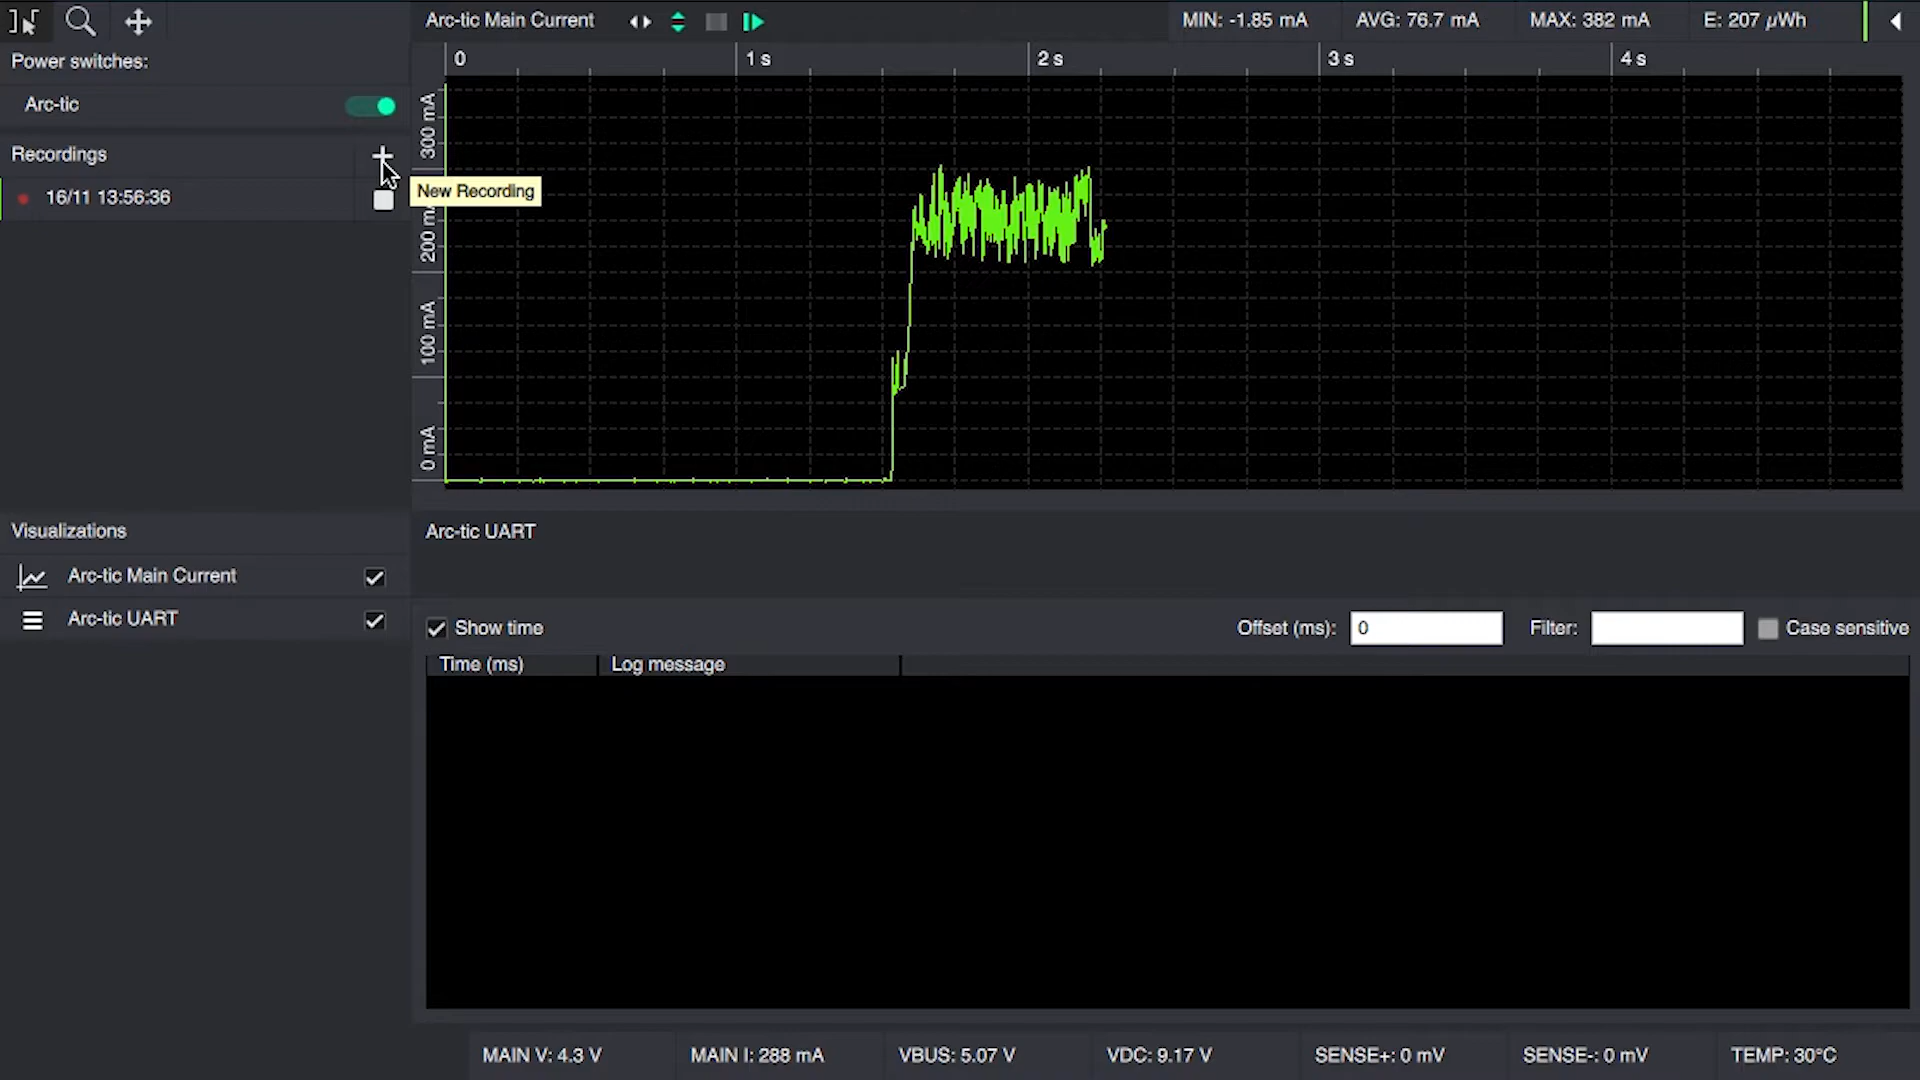 Arc-tic Main Current
MIN: -1.85 mA
AVG: 76.7 mA
MAX: 382 mA
E: 207 µWh
Power switches:
Arc-tic
Recordings
16/11 13:56:36
New Recording
0
1 s
2 s
3 s
4 s
300 mA
200 mA
100 mA
0 mA
Visualizations
Arc-tic Main Current
Arc-tic UART
Arc-tic UART
Show time
Offset (ms):
0
Filter:
Case sensitive
Time (ms)
Log message
MAIN V: 4.3 V
MAIN I: 288 mA
VBUS: 5.07 V
VDC: 9.17 V
SENSE+: 0 mV
SENSE-: 0 mV
TEMP: 30°C